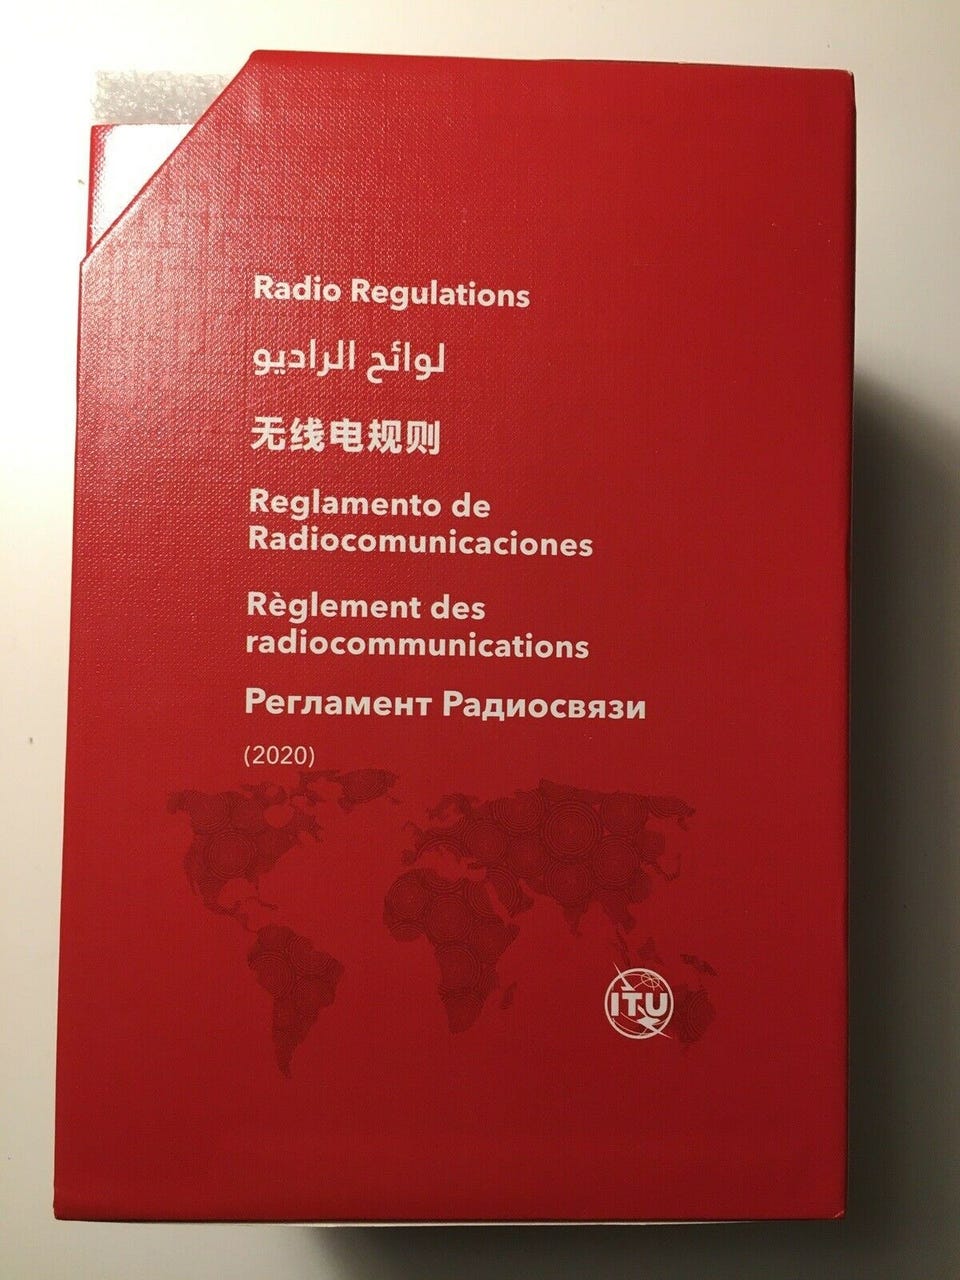 Radio Regulations
لوائح الراديو
无线电规则
Reglamento de
Radiocomunicaciones
Règlement des
radiocommunications
Регламент Радиосвязи
(2020)
ITU